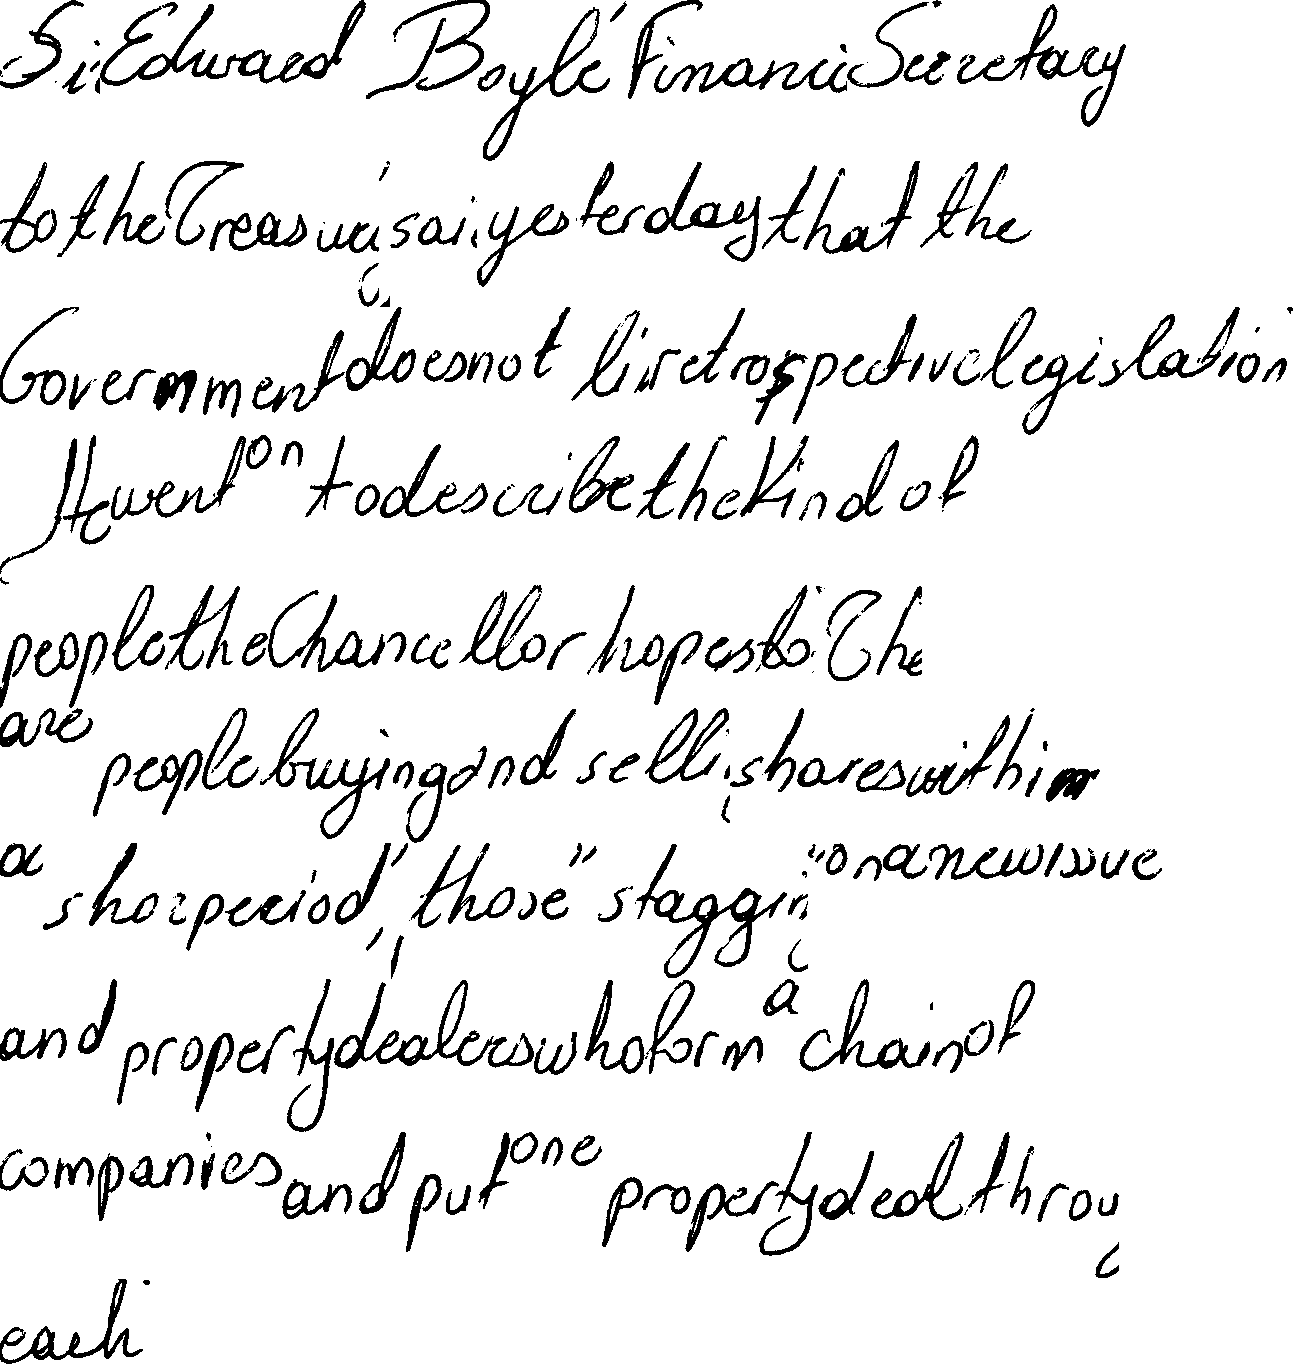 Si Edward Boyle' Financi Secretary
to the Treasu sai yesterday that the
Government does not li retrospective legislation
He went on to describe the kind of
people the Chancellor hopes to The
are people buying and selli shares within
a "shor period", those "staggin" on a new issue
and property dealers who form a chain of
companies and put one property deal throu
each